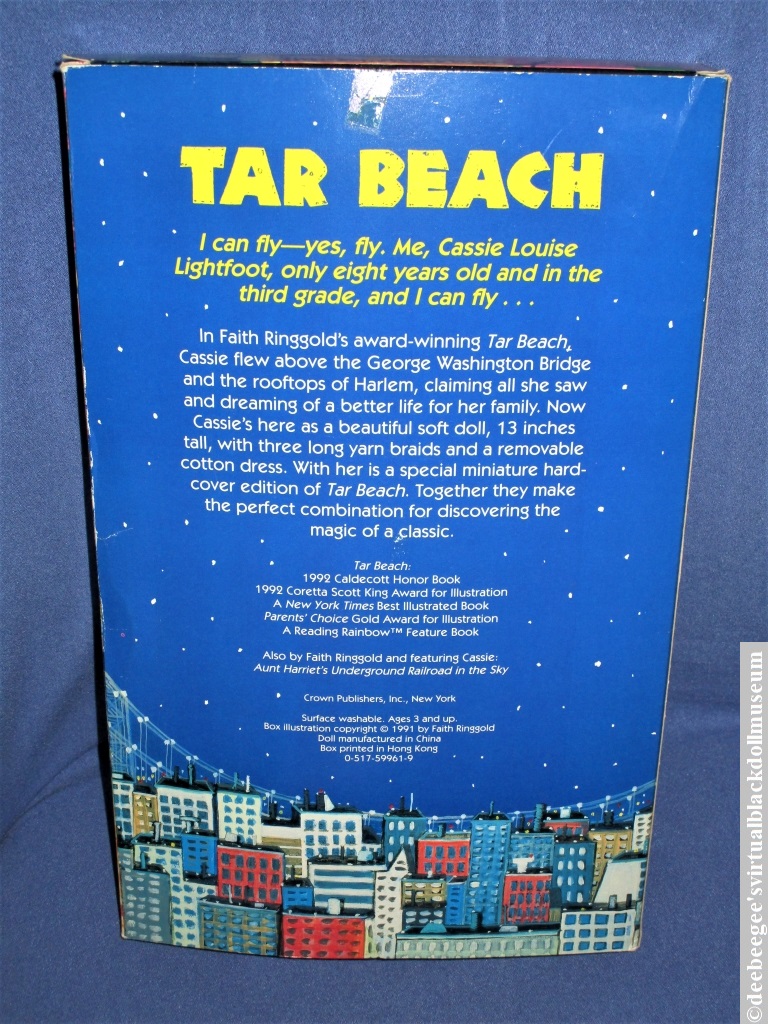 TAR BEACH
I can fly—yes, fly. Me, Cassie Louise
Lightfoot, only eight years old and in the
third grade, and I can fly . . .
In Faith Ringgold's award-winning Tar Beach,
Cassie flew above the George Washington Bridge
and the rooftops of Harlem, claiming all she saw
and dreaming of a better life for her family. Now
Cassie's here as a beautiful soft doll, 13 inches
tall, with three long yarn braids and a removable
cotton dress. With her is a special miniature hard-
cover edition of Tar Beach. Together they make
the perfect combination for discovering the
magic of a classic.
Tar Beach:
1992 Caldecott Honor Book
1992 Coretta Scott King Award for Illustration
A New York Times Best Illustrated Book
Parents' Choice Gold Award for Illustration
A Reading Rainbow™ Feature Book
Also by Faith Ringgold and featuring Cassie:
Aunt Harriet's Underground Railroad in the Sky
Crown Publishers, Inc., New York
Surface washable. Ages 3 and up.
Box illustration copyright © 1991 by Faith Ringgold
Doll manufactured in China
Box printed in Hong Kong
0-517-59961-9
©deebeegee'svirtualblackdollmuseum